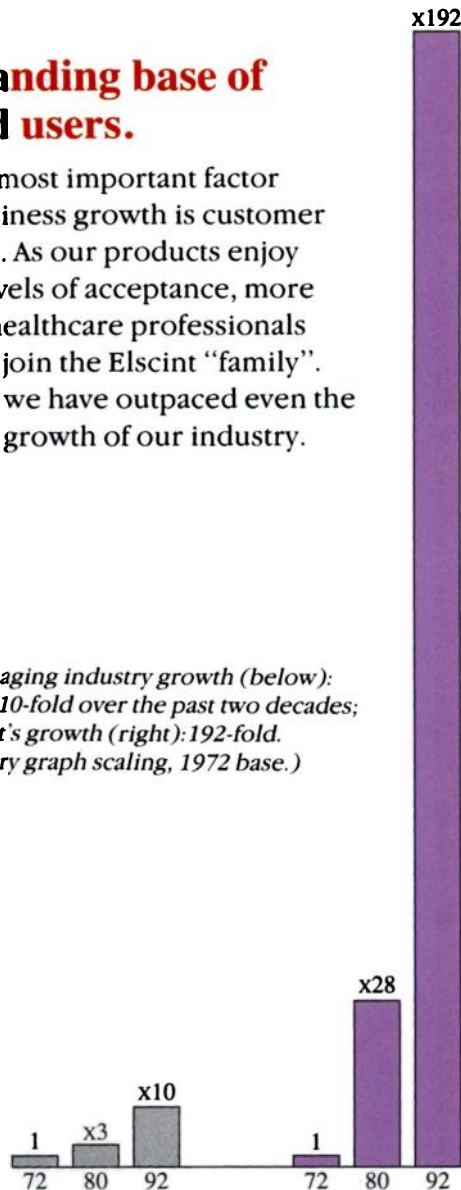 anding base of
d users.
most important factor
iness growth is customer
. As our products enjoy
vels of acceptance, more
ealthcare professionals
join the Elscint "family".
we have outpaced even the
growth of our industry.
aging industry growth (below):
10-fold over the past two decades;
t's growth (right): 192-fold.
ry graph scaling, 1972 base.)
x192
x28
x10
1 x3 1
72 80 92 72 80 92